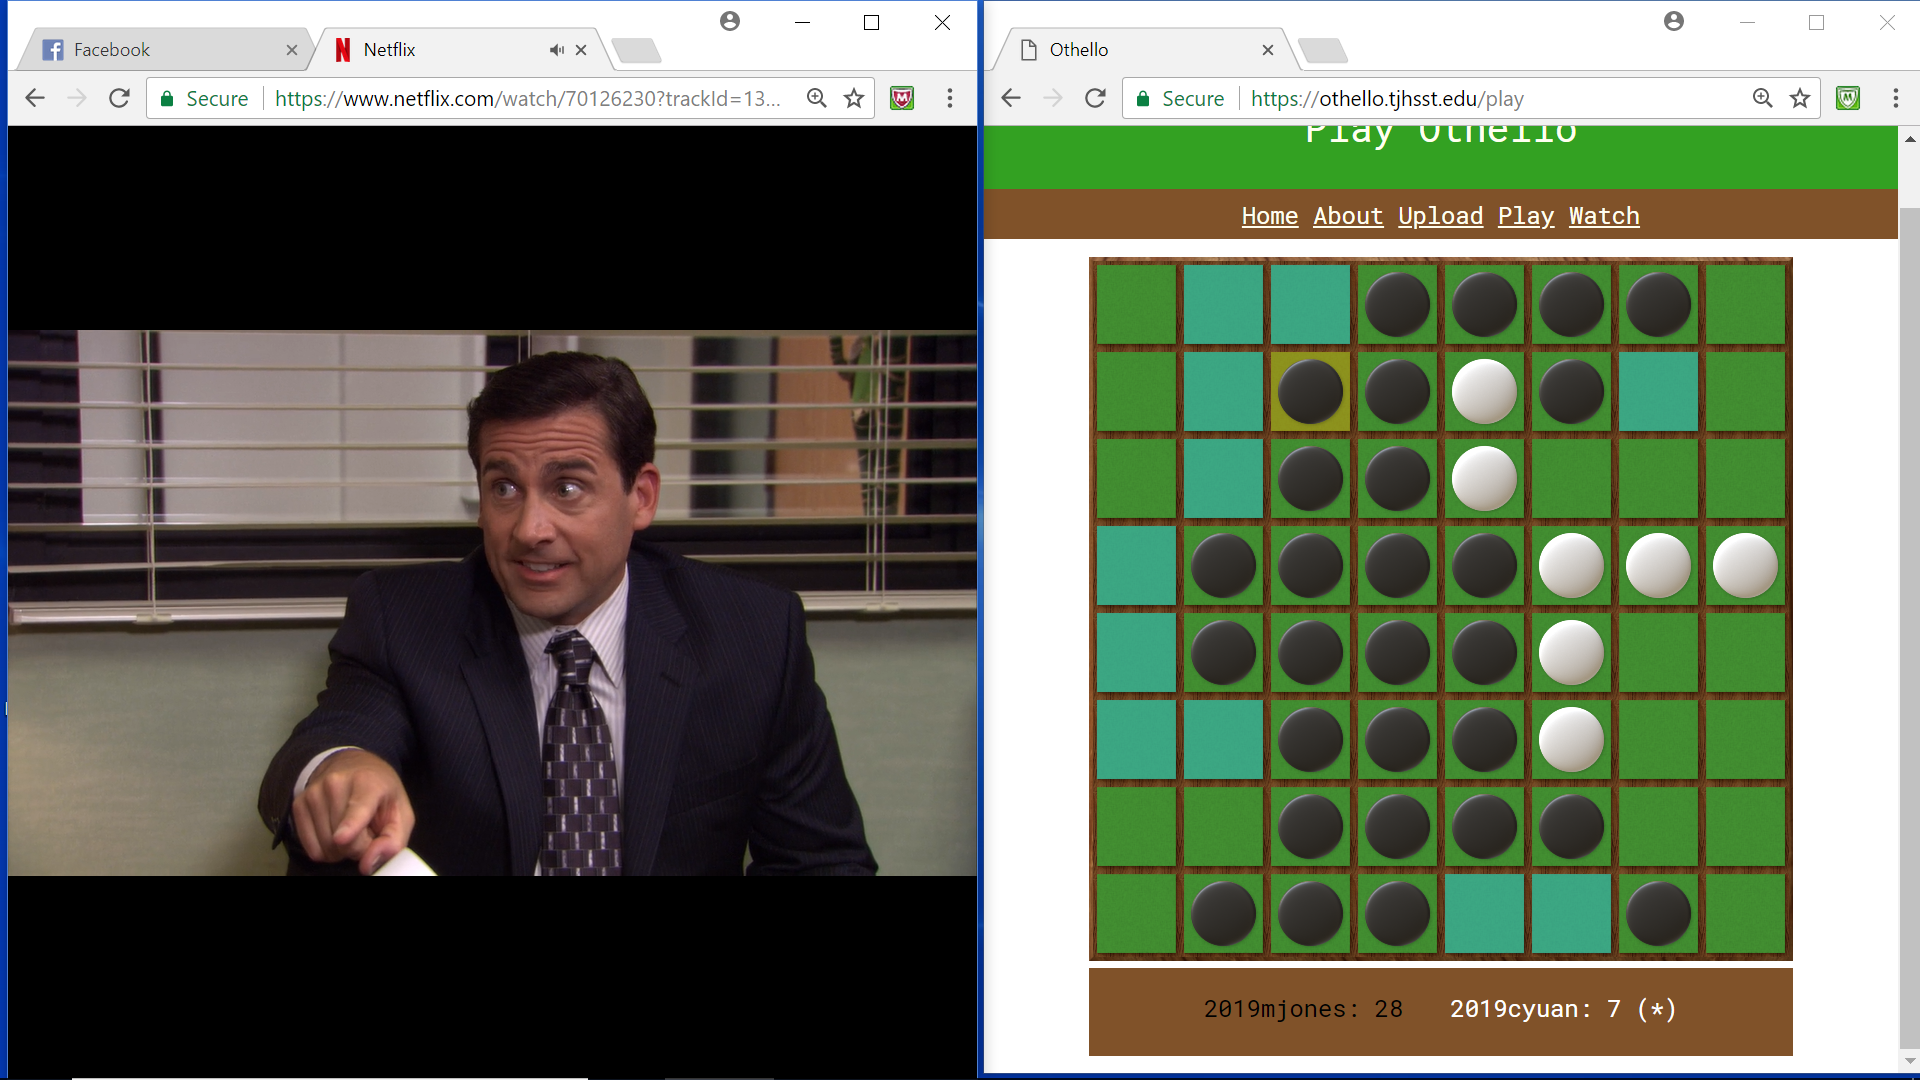 Facebook
Netflix
Secure
https://www.netflix.com/watch/70126230?trackId=13...
Othello
Secure
https://othello.tjhsst.edu/play
Play Othello
Home About Upload Play Watch
2019mjones: 28 2019cyuan: 7 (*)